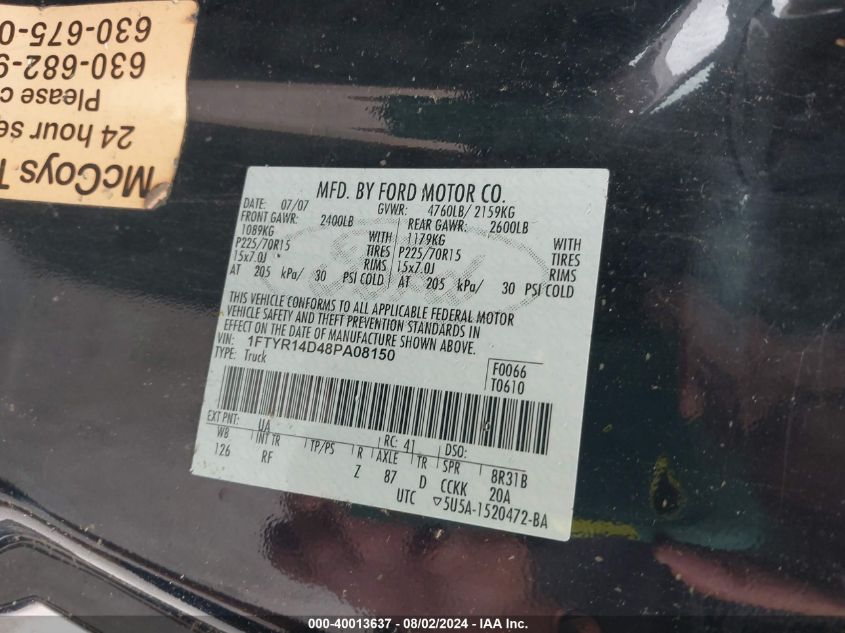 McCoys T
24 hour se
Please c
630-682-9
630-675-0
MFD. BY FORD MOTOR CO.
DATE: 07/07 GVWR: 4760LB/ 2159KG
FRONT GAWR: 2400LB REAR GAWR: 2600LB
1089KG WITH 1179KG WITH
P225/70R15 TIRES P225/70R15 TIRES
15x7.0J RIMS 15x7.0J RIMS
AT 205 kPa/ 30 PSI COLD AT 205 kPa/ 30 PSI COLD
THIS VEHICLE CONFORMS TO ALL APPLICABLE FEDERAL MOTOR
VEHICLE SAFETY AND THEFT PREVENTION STANDARDS IN
EFFECT ON THE DATE OF MANUFACTURE SHOWN ABOVE.
VIN: 1FTYR14D48PA08150
TYPE: Truck
F0066
T0610
EXT PNT: UA RC: 41 DSO:
WB INT TR TP/PS R AXLE TR SPR 8R31B
126 RF Z 87 D CCKK 20A
UTC ▽5U5A-1520472-BA
Ford
000-40013637 - 08/02/2024 - IAA Inc.